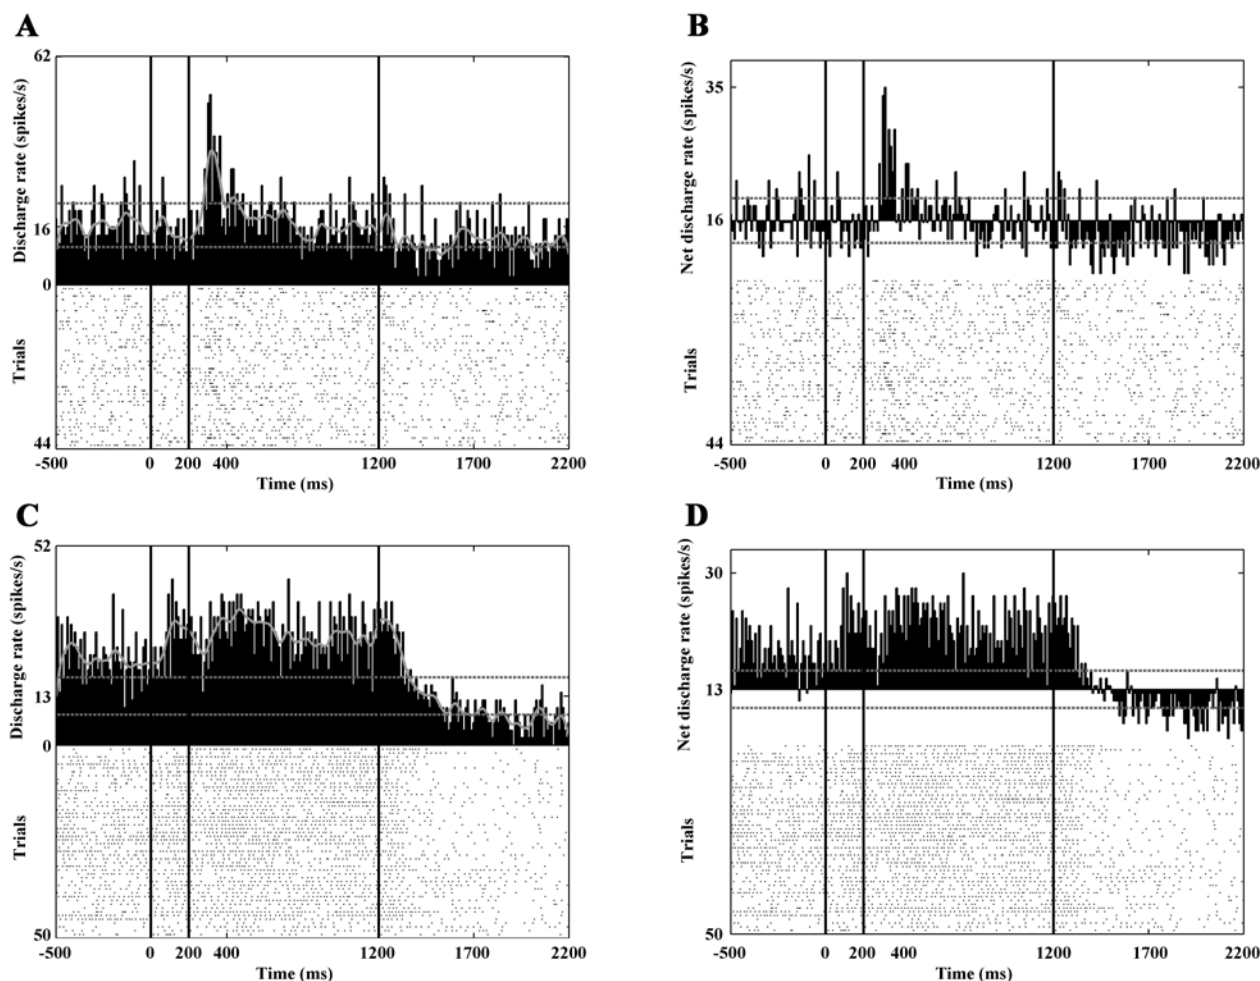 A
62
Discharge rate (spikes/s)
16
0
Trials
44
-500 0 200 400 1200 1700 2200
Time (ms)
B
35
Net discharge rate (spikes/s)
16
Trials
44
-500 0 200 400 1200 1700 2200
Time (ms)
C
52
Discharge rate (spikes/s)
13
0
Trials
50
-500 0 200 400 1200 1700 2200
Time (ms)
D
30
Net discharge rate (spikes/s)
13
Trials
50
-500 0 200 400 1200 1700 2200
Time (ms)